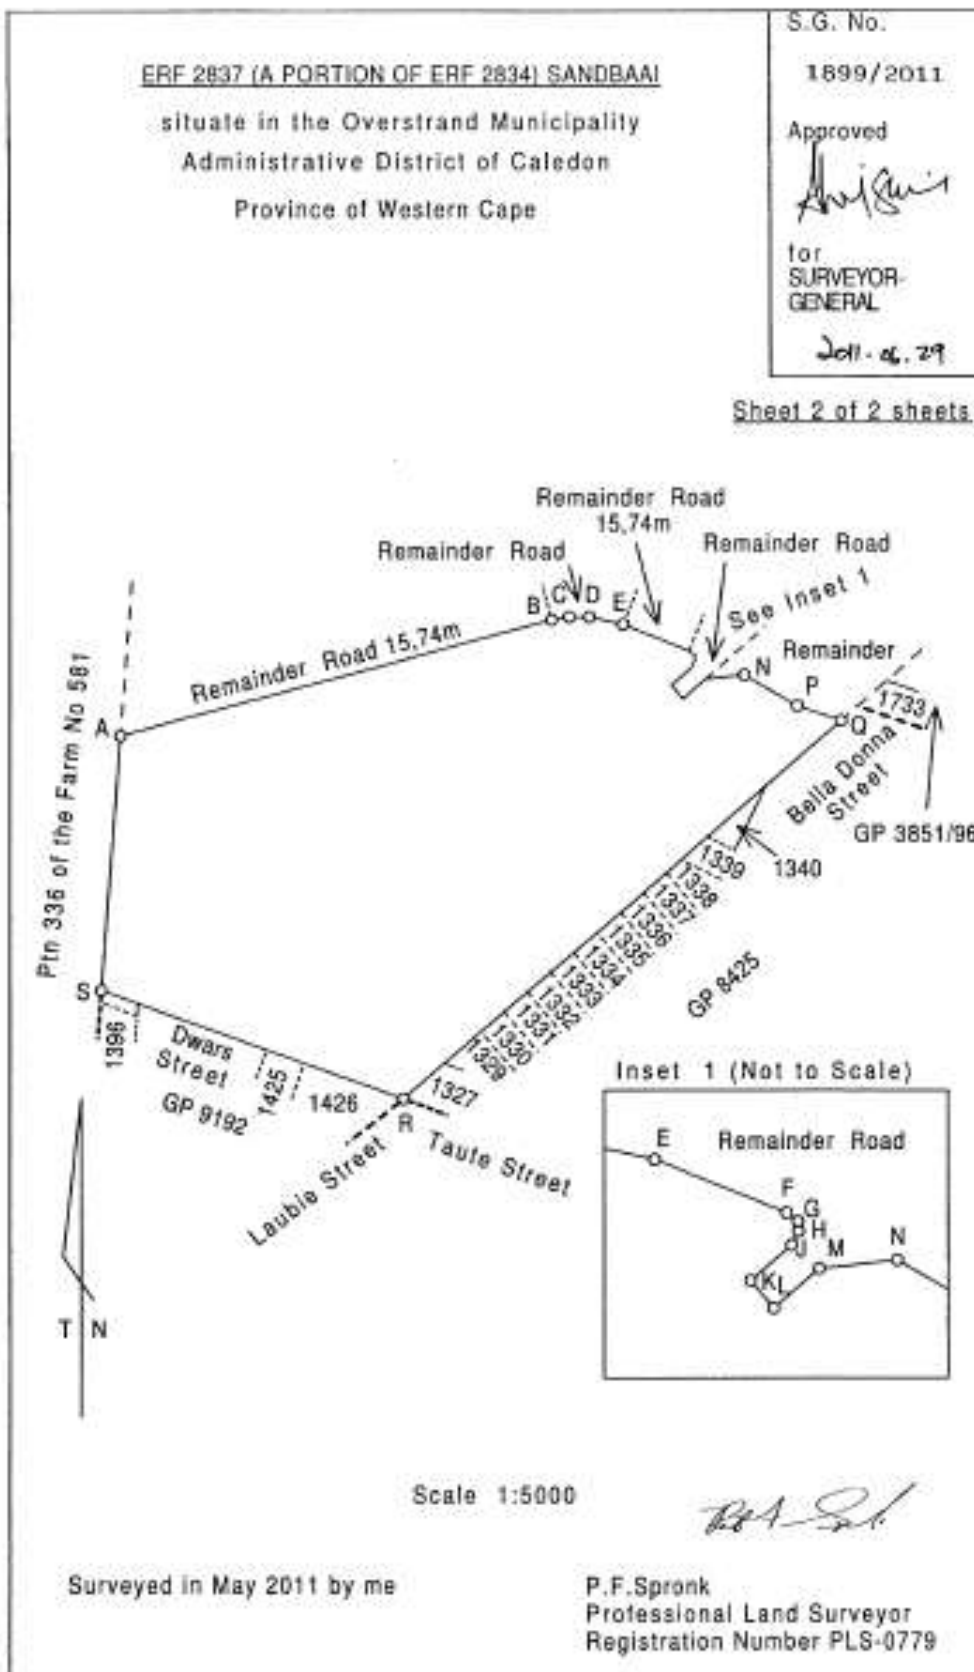 S.G. No.
1899/2011
Approved
for
SURVEYOR-
GENERAL
2011-06.29
ERF 2837 (A PORTION OF ERF 2834) SANDBAAI
situate in the Overstrand Municipality
Administrative District of Caledon
Province of Western Cape
Sheet 2 of 2 sheets
Remainder Road
15,74m
Remainder Road
Remainder Road
See Inset 1
B
C
D
E
Remainder
N
P
Q
1733
Remainder Road 15,74m
A
Ptn 336 of the Farm No 581
Bella Donna
Street
GP 3851/96
1340
1339
1338
1337
1336
1335
1334
1333
1332
1331
1330
1329
1327
GP 8425
S
1396
Dwars
Street
GP 9192
1425
1426
R
Taute Street
Laubie Street
Inset 1 (Not to Scale)
Remainder Road
E
F
G
H
J
K
L
M
N
T N
Scale 1:5000
Surveyed in May 2011 by me
P.F.Spronk
Professional Land Surveyor
Registration Number PLS-0779